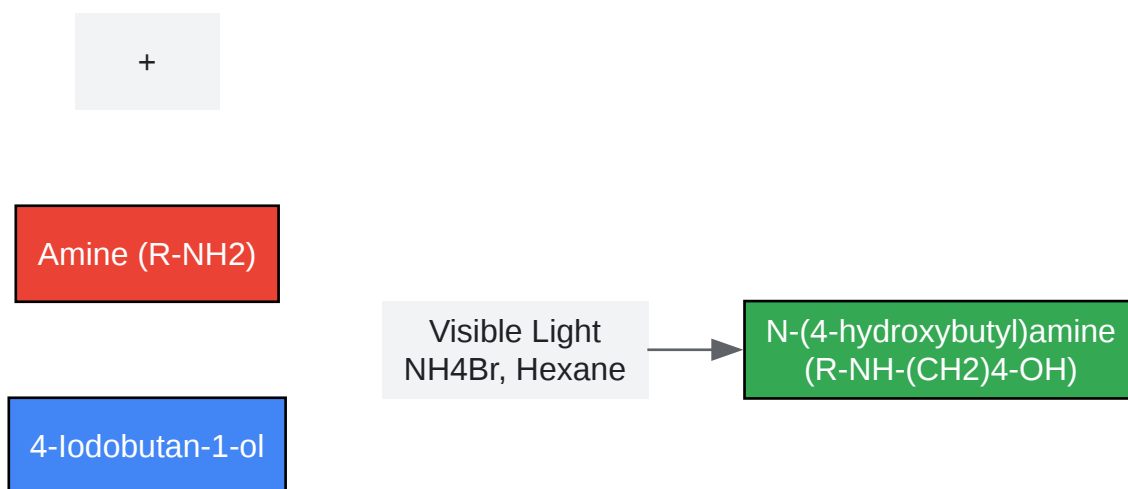 +
Amine (R-NH2)
Visible Light
NH4Br, Hexane
N-(4-hydroxybutyl)amine
(R-NH-(CH2)4-OH)
4-Iodobutan-1-ol